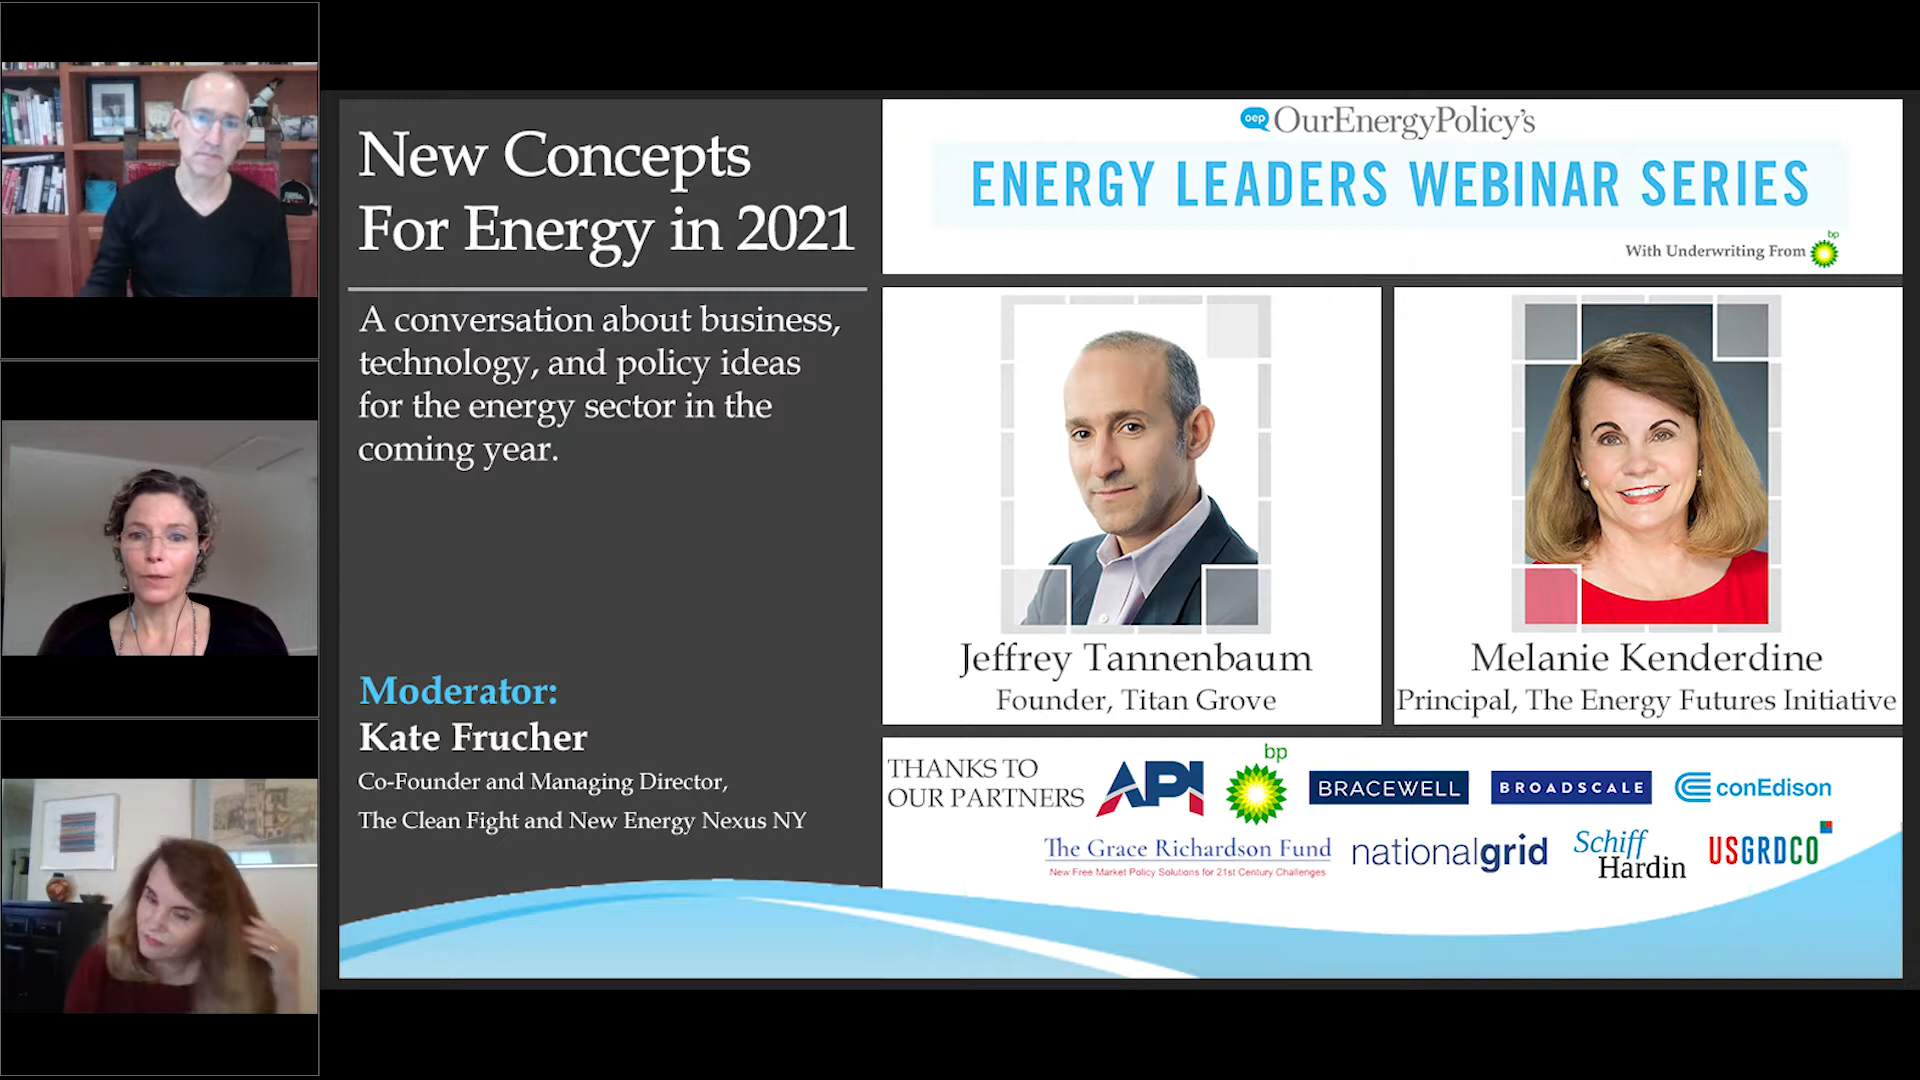 New Concepts
For Energy in 2021
A conversation about business,
technology, and policy ideas
for the energy sector in the
coming year.
Moderator:
Kate Frucher
Co-Founder and Managing Director,
The Clean Fight and New Energy Nexus NY
oep OurEnergyPolicy's
ENERGY LEADERS WEBINAR SERIES
With Underwriting From bp
Jeffrey Tannenbaum
Founder, Titan Grove
Melanie Kenderdine
Principal, The Energy Futures Initiative
THANKS TO
OUR PARTNERS
API
bp
BRACEWELL
BROADSCALE
conEdison
The Grace Richardson Fund
New Free Market Policy Solutions for 21st Century Challenges
nationalgrid
Schiff
Hardin
USGRDCO